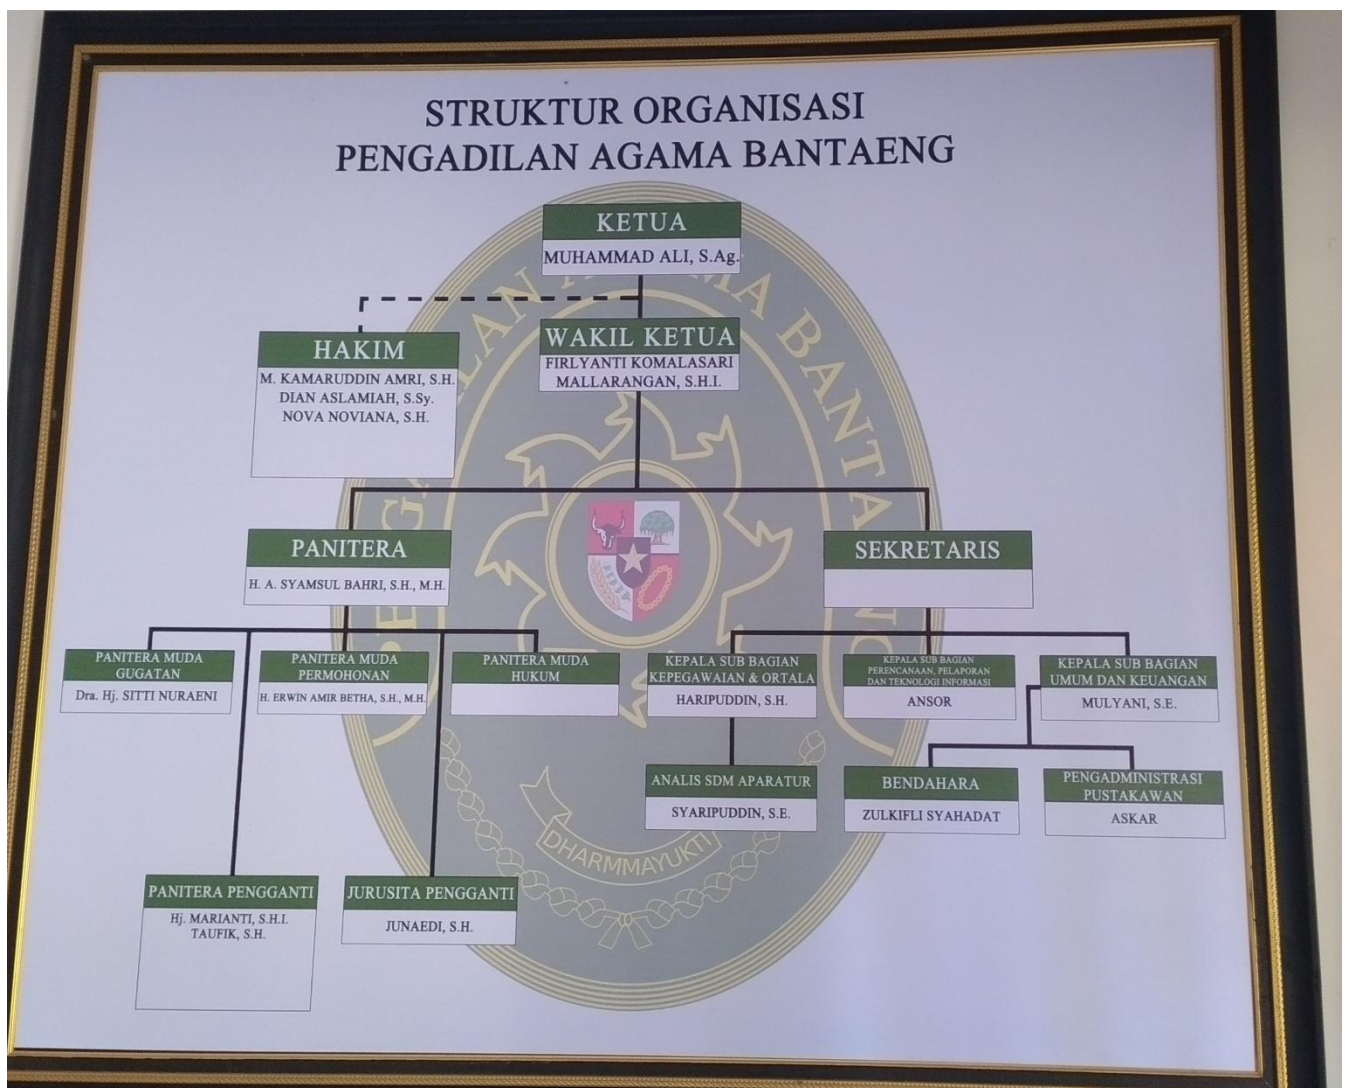 STRUKTUR ORGANISASI
PENGADILAN AGAMA BANTAENG
KETUA
MUHAMMAD ALI, S.Ag.
HAKIM
M. KAMARUDDIN AMRI, S.H.
DIAN ASLAMIAH, S.Sy.
NOVA NOVIANA, S.H.
WAKIL KETUA
FIRLYANTI KOMALASARI
MALLARANGAN, S.H.I.
PENGADILAN AGAMA BANTAENG
PANITERA
H. A. SYAMSUL BAHRI, S.H., M.H.
SEKRETARIS
PANITERA MUDA
GUGATAN
Dra. Hj. SITTI NURAENI
PANITERA MUDA
PERMOHONAN
H. ERWIN AMIR BETHA, S.H., M.H.
PANITERA MUDA
HUKUM
KEPALA SUB BAGIAN
KEPEGAWAIAN & ORTALA
HARIPUDDIN, S.H.
KEPALA SUB BAGIAN
PERENCANAAN, PELAPORAN
DAN TEKNOLOGI INFORMASI
ANSOR
KEPALA SUB BAGIAN
UMUM DAN KEUANGAN
MULYANI, S.E.
ANALIS SDM APARATUR
SYARIPUDDIN, S.E.
BENDAHARA
ZULKIFLI SYAHADAT
PENGADMINISTRASI
PUSTAKAWAN
ASKAR
DHARMMAYUKTI
PANITERA PENGGANTI
Hj. MARIANTI, S.H.I.
TAUFIK, S.H.
JURUSITA PENGGANTI
JUNAEDI, S.H.